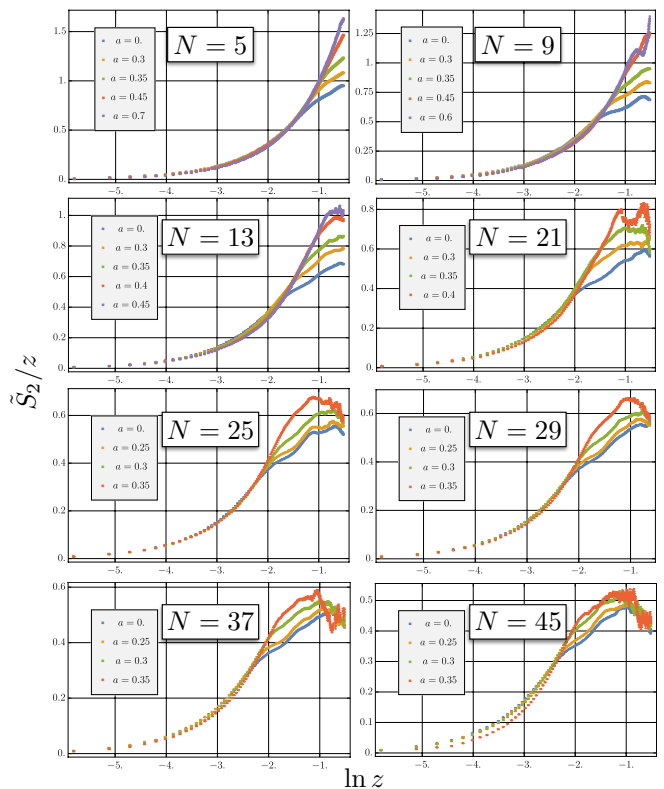 N = 5
a = 0.
a = 0.3
a = 0.35
a = 0.45
a = 0.7
1.5
1.
0.5
0.
−5. −4. −3. −2. −1.
N = 9
a = 0.
a = 0.3
a = 0.35
a = 0.45
a = 0.6
1.25
1.
0.75
0.5
0.25
0.
−5. −4. −3. −2. −1.
N = 13
a = 0.
a = 0.3
a = 0.35
a = 0.4
a = 0.45
1.
0.8
0.6
0.4
0.2
0.
−5. −4. −3. −2. −1.
N = 21
a = 0.
a = 0.3
a = 0.35
a = 0.4
0.8
0.6
0.4
0.2
0.
−5. −4. −3. −2. −1.
S̃₂/z
N = 25
a = 0.
a = 0.25
a = 0.3
a = 0.35
0.6
0.4
0.2
0.
−5. −4. −3. −2. −1.
N = 29
a = 0.
a = 0.25
a = 0.3
a = 0.35
0.6
0.4
0.2
0.
−5. −4. −3. −2. −1.
N = 37
a = 0.
a = 0.25
a = 0.3
a = 0.35
0.6
0.4
0.2
0.
−5. −4. −3. −2. −1.
N = 45
a = 0.
a = 0.25
a = 0.3
a = 0.35
0.5
0.4
0.3
0.2
0.1
0.
−5. −4. −3. −2. −1.
ln z